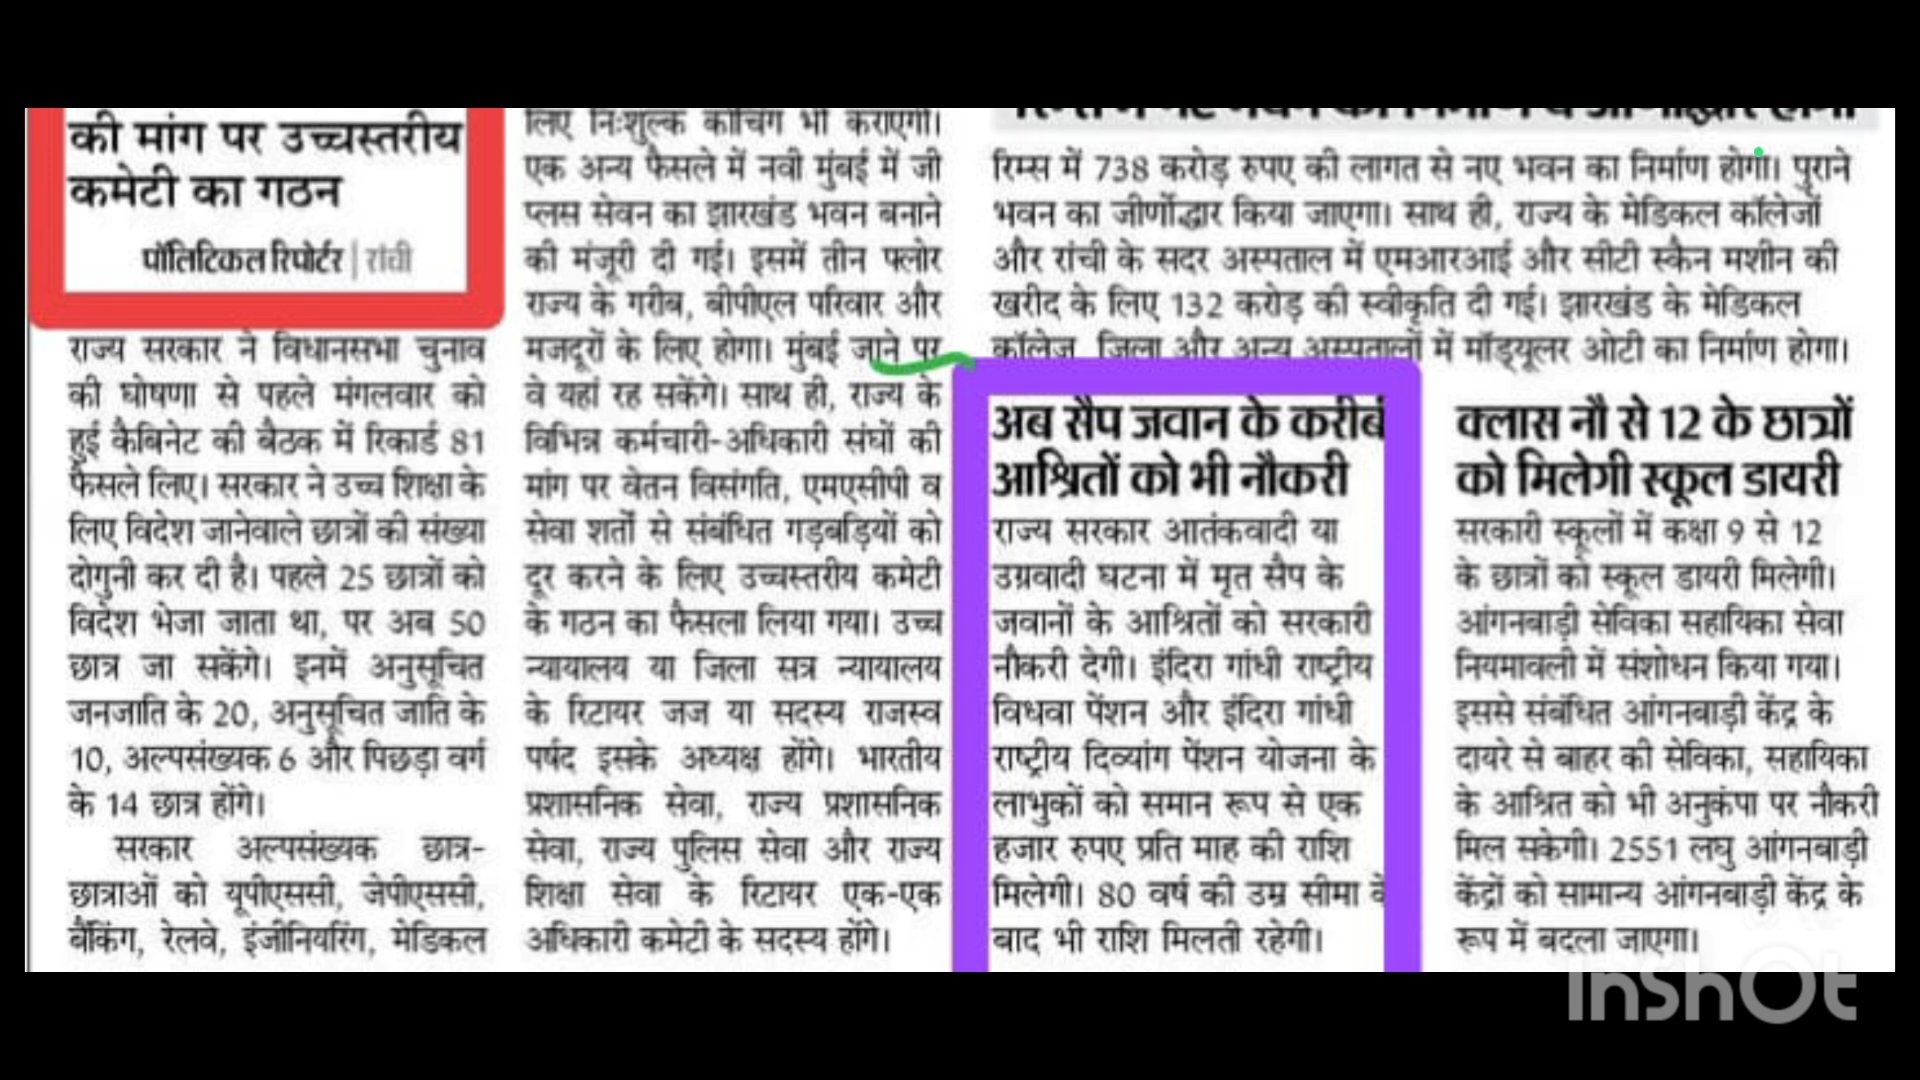 की मांग पर उच्चस्तरीय
कमेटी का गठन
पॉलिटिकल रिपोर्टर | रांची
राज्य सरकार ने विधानसभा चुनाव
की घोषणा से पहले मंगलवार को
हुई कैबिनेट की बैठक में रिकार्ड 81
फैसले लिए। सरकार ने उच्च शिक्षा के
लिए विदेश जानेवाले छात्रों की संख्या
दोगुनी कर दी है। पहले 25 छात्रों को
विदेश भेजा जाता था, पर अब 50
छात्र जा सकेंगे। इनमें अनुसूचित
जनजाति के 20, अनुसूचित जाति के
10, अल्पसंख्यक 6 और पिछड़ा वर्ग
के 14 छात्र होंगे।
सरकार अल्पसंख्यक छात्र-
छात्राओं को यूपीएससी, जेपीएससी,
बैंकिंग, रेलवे, इंजीनियरिंग, मेडिकल
लिए निःशुल्क कोचिंग भी कराएगी।
एक अन्य फैसले में नवी मुंबई में जी
प्लस सेवन का झारखंड भवन बनाने
की मंजूरी दी गई। इसमें तीन फ्लोर
राज्य के गरीब, बीपीएल परिवार और
मजदूरों के लिए होगा। मुंबई जाने पर
वे यहां रह सकेंगे। साथ ही, राज्य के
विभिन्न कर्मचारी-अधिकारी संघों की
मांग पर वेतन विसंगति, एमएसीपी व
सेवा शर्तों से संबंधित गड़बड़ियों को
दूर करने के लिए उच्चस्तरीय कमेटी
के गठन का फैसला लिया गया। उच्च
न्यायालय या जिला सत्र न्यायालय
के रिटायर जज या सदस्य राजस्व
पर्षद इसके अध्यक्ष होंगे। भारतीय
प्रशासनिक सेवा, राज्य प्रशासनिक
सेवा, राज्य पुलिस सेवा और राज्य
शिक्षा सेवा के रिटायर एक-एक
अधिकारी कमेटी के सदस्य होंगे।
रिम्स में नए भवन का निर्माण व जीर्णोद्धार होगा
रिम्स में 738 करोड़ रुपए की लागत से नए भवन का निर्माण होगा। पुराने
भवन का जीर्णोद्धार किया जाएगा। साथ ही, राज्य के मेडिकल कॉलेजों
और रांची के सदर अस्पताल में एमआरआई और सीटी स्कैन मशीन की
खरीद के लिए 132 करोड़ की स्वीकृति दी गई। झारखंड के मेडिकल
कॉलेज, जिला और अन्य अस्पतालों में मॉड्यूलर ओटी का निर्माण होगा।
अब सैप जवान के करीबी
आश्रितों को भी नौकरी
राज्य सरकार आतंकवादी या
उग्रवादी घटना में मृत सैप के
जवानों के आश्रितों को सरकारी
नौकरी देगी। इंदिरा गांधी राष्ट्रीय
विधवा पेंशन और इंदिरा गांधी
राष्ट्रीय दिव्यांग पेंशन योजना के
लाभुकों को समान रूप से एक
हजार रुपए प्रति माह की राशि
मिलेगी। 80 वर्ष की उम्र सीमा के
बाद भी राशि मिलती रहेगी।
क्लास नौ से 12 के छात्रों
को मिलेगी स्कूल डायरी
सरकारी स्कूलों में कक्षा 9 से 12
के छात्रों को स्कूल डायरी मिलेगी।
आंगनबाड़ी सेविका सहायिका सेवा
नियमावली में संशोधन किया गया।
इससे संबंधित आंगनबाड़ी केंद्र के
दायरे से बाहर की सेविका, सहायिका
के आश्रित को भी अनुकंपा पर नौकरी
मिल सकेगी। 2551 लघु आंगनबाड़ी
केंद्रों को सामान्य आंगनबाड़ी केंद्र के
रूप में बदला जाएगा।
InShOt